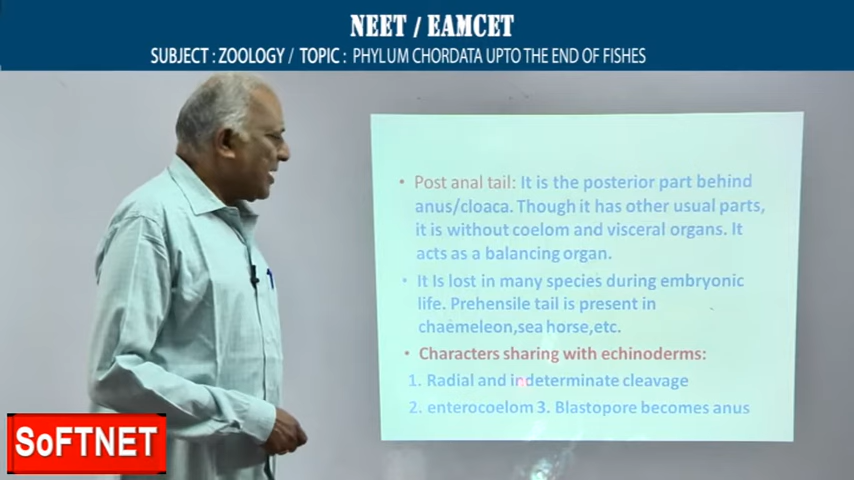 NEET / EAMCET
SUBJECT : ZOOLOGY / TOPIC : PHYLUM CHORDATA UPTO THE END OF FISHES
• Post anal tail: It is the posterior part behind
anus/cloaca. Though it has other usual parts,
it is without coelom and visceral organs. It
acts as a balancing organ.
• It Is lost in many species during embryonic
life. Prehensile tail is present in
chaemeleon,sea horse,etc.
• Characters sharing with echinoderms:
1. Radial and indeterminate cleavage
2. enterocoelom 3. Blastopore becomes anus
SoFTNET